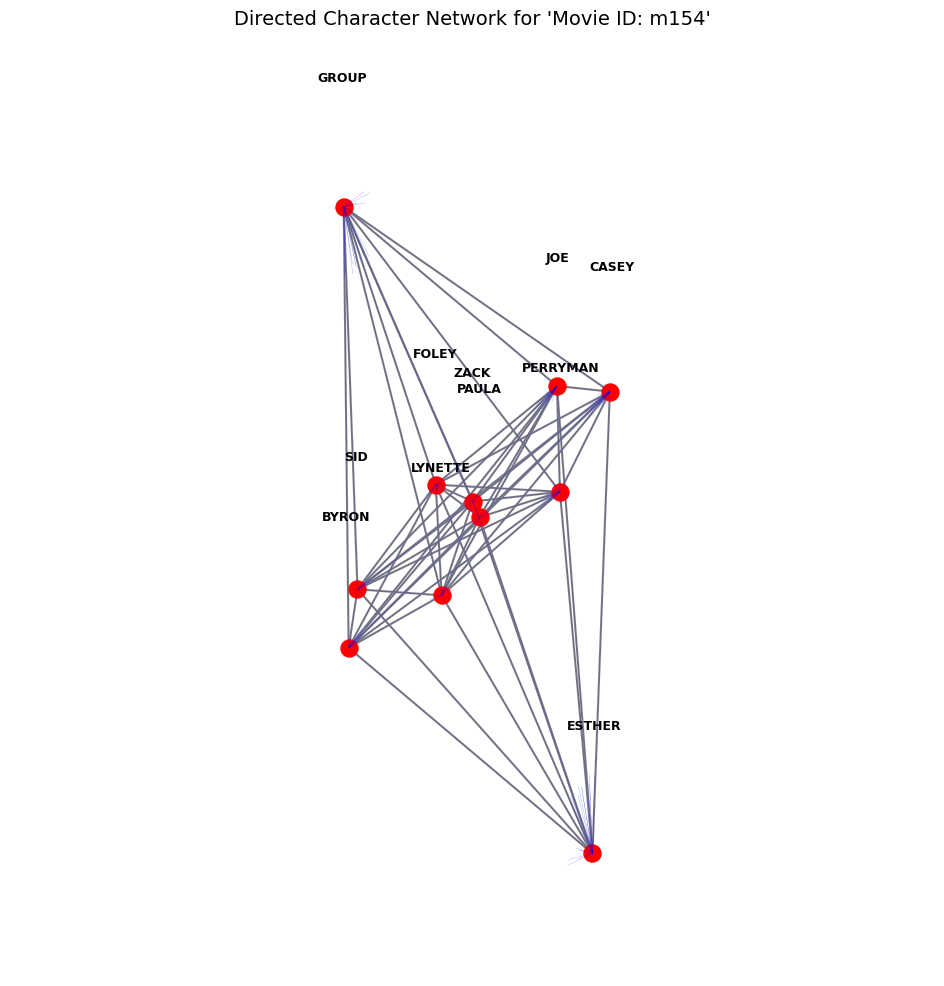 Directed Character Network for 'Movie ID: m154'
GROUP
JOE
CASEY
FOLEY
PERRYMAN
ZACK
PAULA
SID
LYNETTE
BYRON
ESTHER